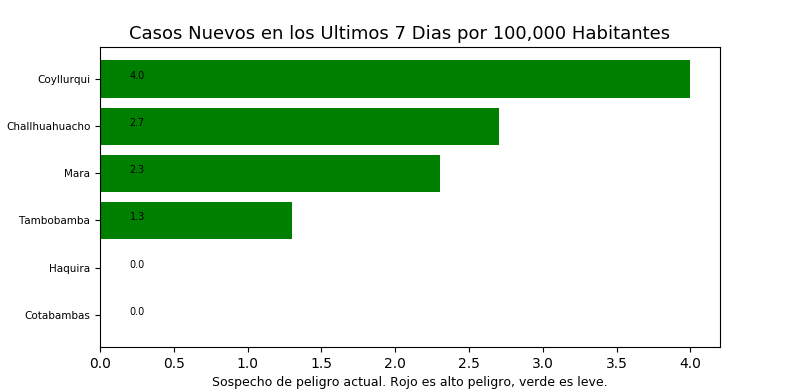 Casos Nuevos en los Ultimos 7 Dias por 100,000 Habitantes
Coyllurqui 4.0
Challhuahuacho 2.7
Mara 2.3
Tambobamba 1.3
Haquira 0.0
Cotabambas 0.0
0.0 0.5 1.0 1.5 2.0 2.5 3.0 3.5 4.0
Sospecho de peligro actual. Rojo es alto peligro, verde es leve.